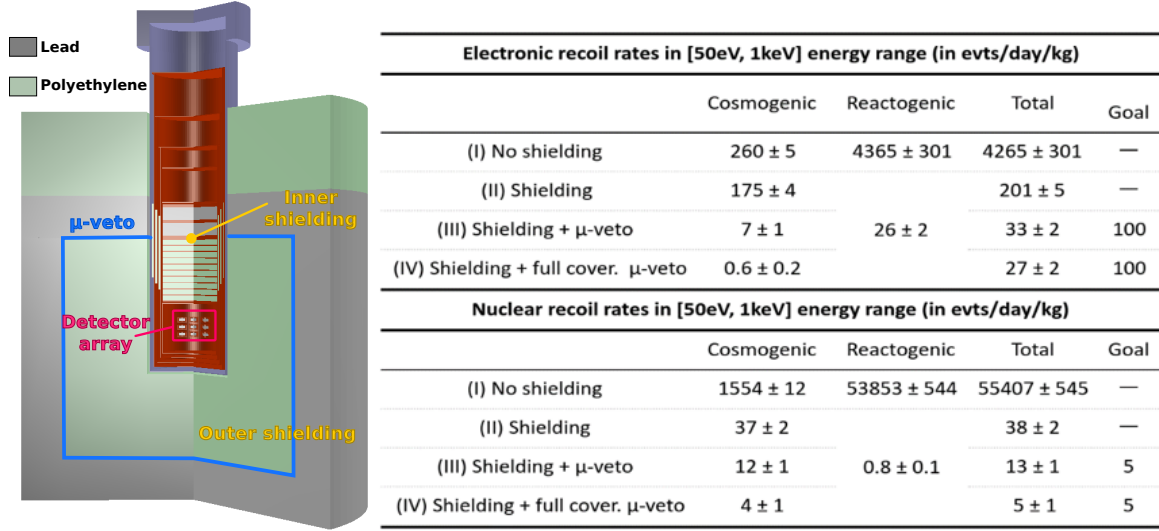 Lead
Polyethylene
μ-veto
Inner
shielding
Detector
array
Outer shielding
Electronic recoil rates in [50eV, 1keV] energy range (in evts/day/kg)
Cosmogenic Reactogenic Total Goal
(I) No shielding 260 ± 5 4365 ± 301 4265 ± 301 —
(II) Shielding 175 ± 4 201 ± 5 —
(III) Shielding + μ-veto 7 ± 1 26 ± 2 33 ± 2 100
(IV) Shielding + full cover. μ-veto 0.6 ± 0.2 27 ± 2 100
Nuclear recoil rates in [50eV, 1keV] energy range (in evts/day/kg)
Cosmogenic Reactogenic Total Goal
(I) No shielding 1554 ± 12 53853 ± 544 55407 ± 545 —
(II) Shielding 37 ± 2 38 ± 2 —
(III) Shielding + μ-veto 12 ± 1 0.8 ± 0.1 13 ± 1 5
(IV) Shielding + full cover. μ-veto 4 ± 1 5 ± 1 5